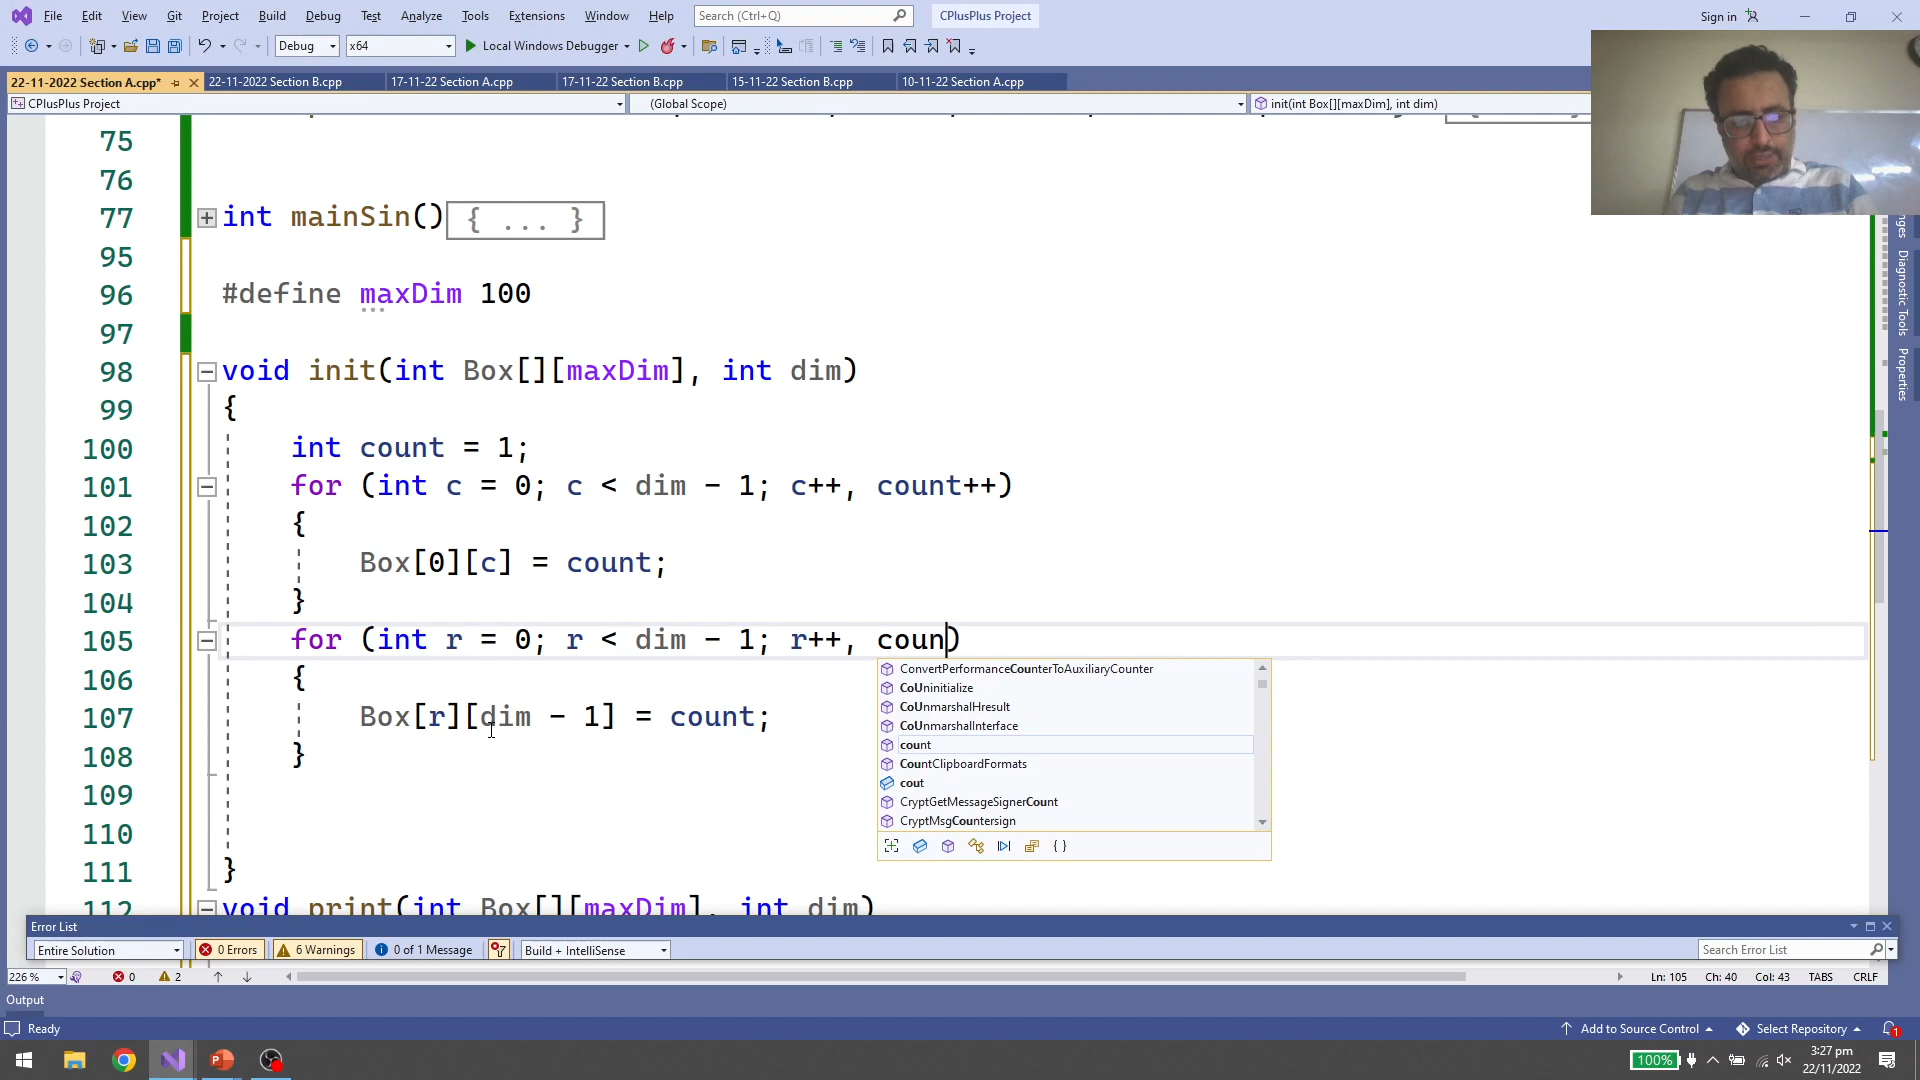 File Edit View Git Project Build Debug Test Analyze Tools Extensions Window Help Search (Ctrl+Q) CPlusPlus Project Sign in
Debug x64 Local Windows Debugger
22-11-2022 Section A.cpp* 22-11-2022 Section B.cpp 17-11-22 Section A.cpp 17-11-22 Section B.cpp 15-11-22 Section B.cpp 10-11-22 Section A.cpp
CPlusPlus Project (Global Scope) init(int Box[][maxDim], int dim)
75
76
77 int mainSin() { ... }
95
96 #define maxDim 100
97
98 void init(int Box[][maxDim], int dim)
99 {
100 int count = 1;
101 for (int c = 0; c < dim - 1; c++, count++)
102 {
103 Box[0][c] = count;
104 }
105 for (int r = 0; r < dim - 1; r++, coun)
106 {
107 Box[r][dim - 1] = count;
108 }
109
110
111 }
112 void print(int Box[][maxDim], int dim)
ConvertPerformanceCounterToAuxiliaryCounter
CoUninitialize
CoUnmarshalHresult
CoUnmarshalInterface
count
CountClipboardFormats
cout
CryptGetMessageSignerCount
CryptMsgCountersign
Diagnostic Tools
Properties
Error List
Entire Solution 0 Errors 6 Warnings 0 of 1 Message Build + IntelliSense Search Error List
226 % 0 2 Ln: 105 Ch: 40 Col: 43 TABS CRLF
Output
Ready Add to Source Control Select Repository 1
100% 3:27 pm
22/11/2022